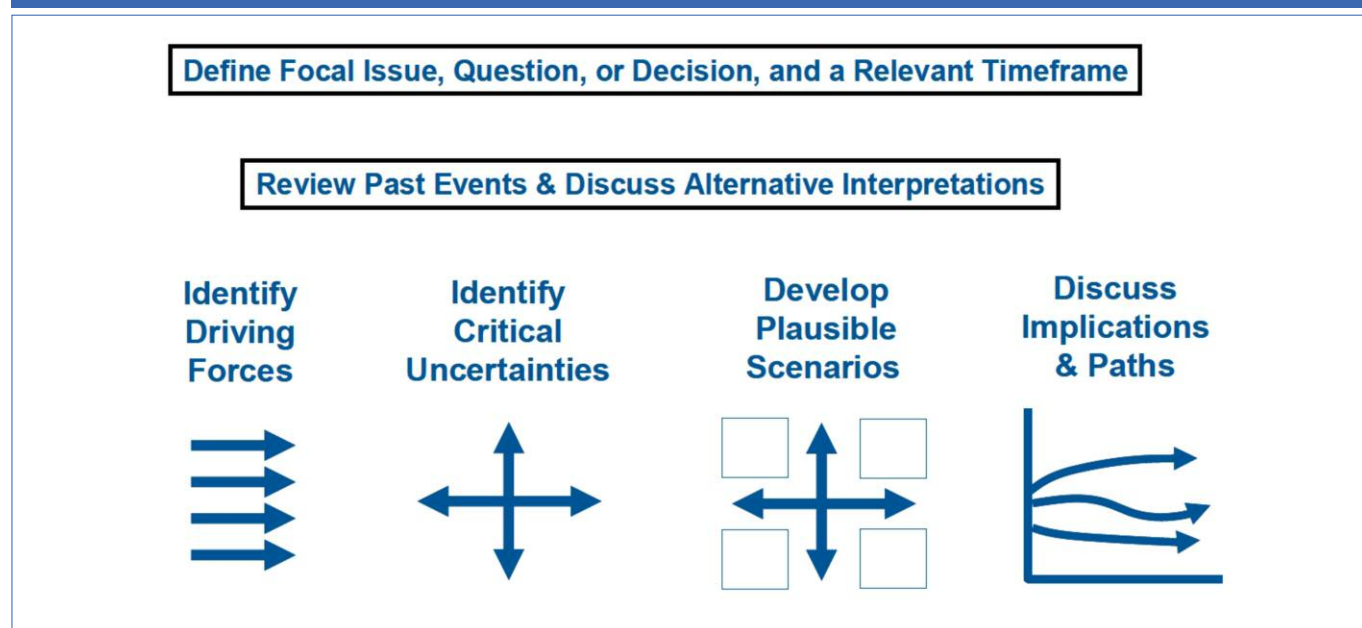 Define Focal Issue, Question, or Decision, and a Relevant Timeframe
Review Past Events & Discuss Alternative Interpretations
Identify
Driving
Forces
Identify
Critical
Uncertainties
Develop
Plausible
Scenarios
Discuss
Implications
& Paths